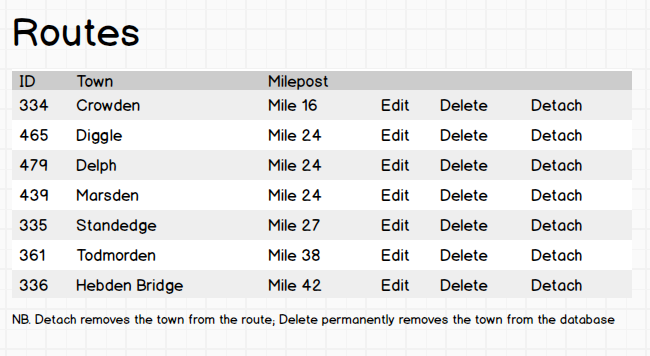 Routes
ID Town Milepost
334 Crowden Mile 16 Edit Delete Detach
465 Diggle Mile 24 Edit Delete Detach
479 Delph Mile 24 Edit Delete Detach
439 Marsden Mile 24 Edit Delete Detach
335 Standedge Mile 27 Edit Delete Detach
361 Todmorden Mile 38 Edit Delete Detach
336 Hebden Bridge Mile 42 Edit Delete Detach
NB. Detach removes the town from the route; Delete permanently removes the town from the database